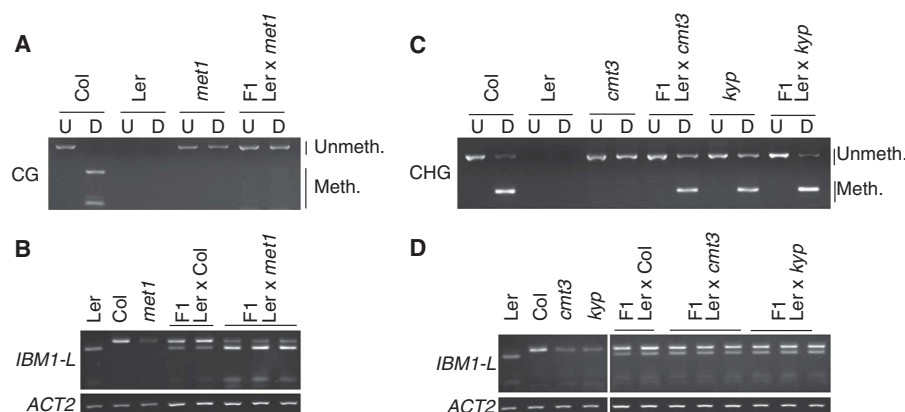 A
Col
Ler
met1
F1
Ler x met1
U D U D U D U D
CG
Unmeth.
Meth.
B
Ler
Col
met1
F1
Ler x Col
F1
Ler x met1
IBM1-L
ACT2
C
Col
Ler
cmt3
F1
Ler x cmt3
kyp
F1
Ler x kyp
U D U D U D U D U D U D
CHG
Unmeth.
Meth.
D
Ler
Col
cmt3
kyp
F1
Ler x Col
F1
Ler x cmt3
F1
Ler x kyp
IBM1-L
ACT2